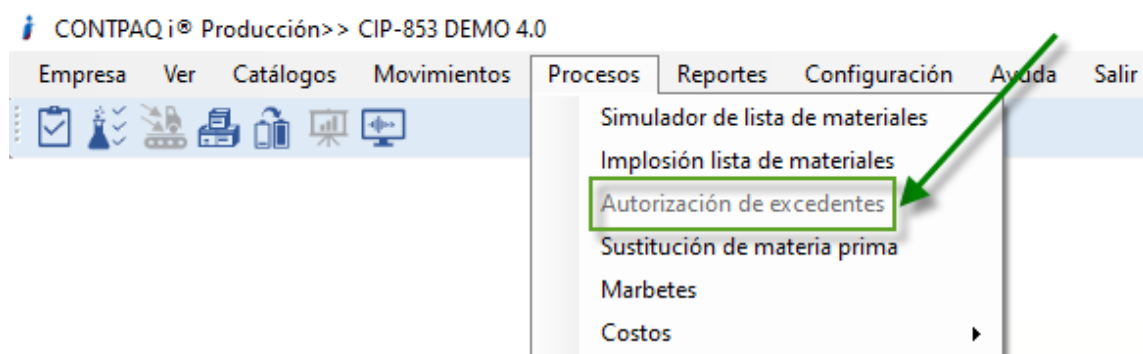 CONTPAQ i® Producción>> CIP-853 DEMO 4.0
Empresa Ver Catálogos Movimientos Procesos Reportes Configuración Ayuda Salir
Simulador de lista de materiales
Implosión lista de materiales
Autorización de excedentes
Sustitución de materia prima
Marbetes
Costos